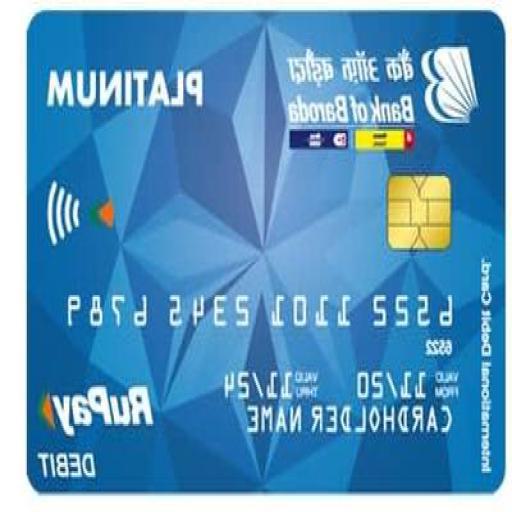 बैंक ऑफ़ बड़ौदा
Bank of Baroda
PLATINUM
6522 1101 2345 6789
6522
VALID FROM 11/20 VALID THRU 11/24
CARDHOLDER NAME
RuPay
DEBIT
International Debit Card.